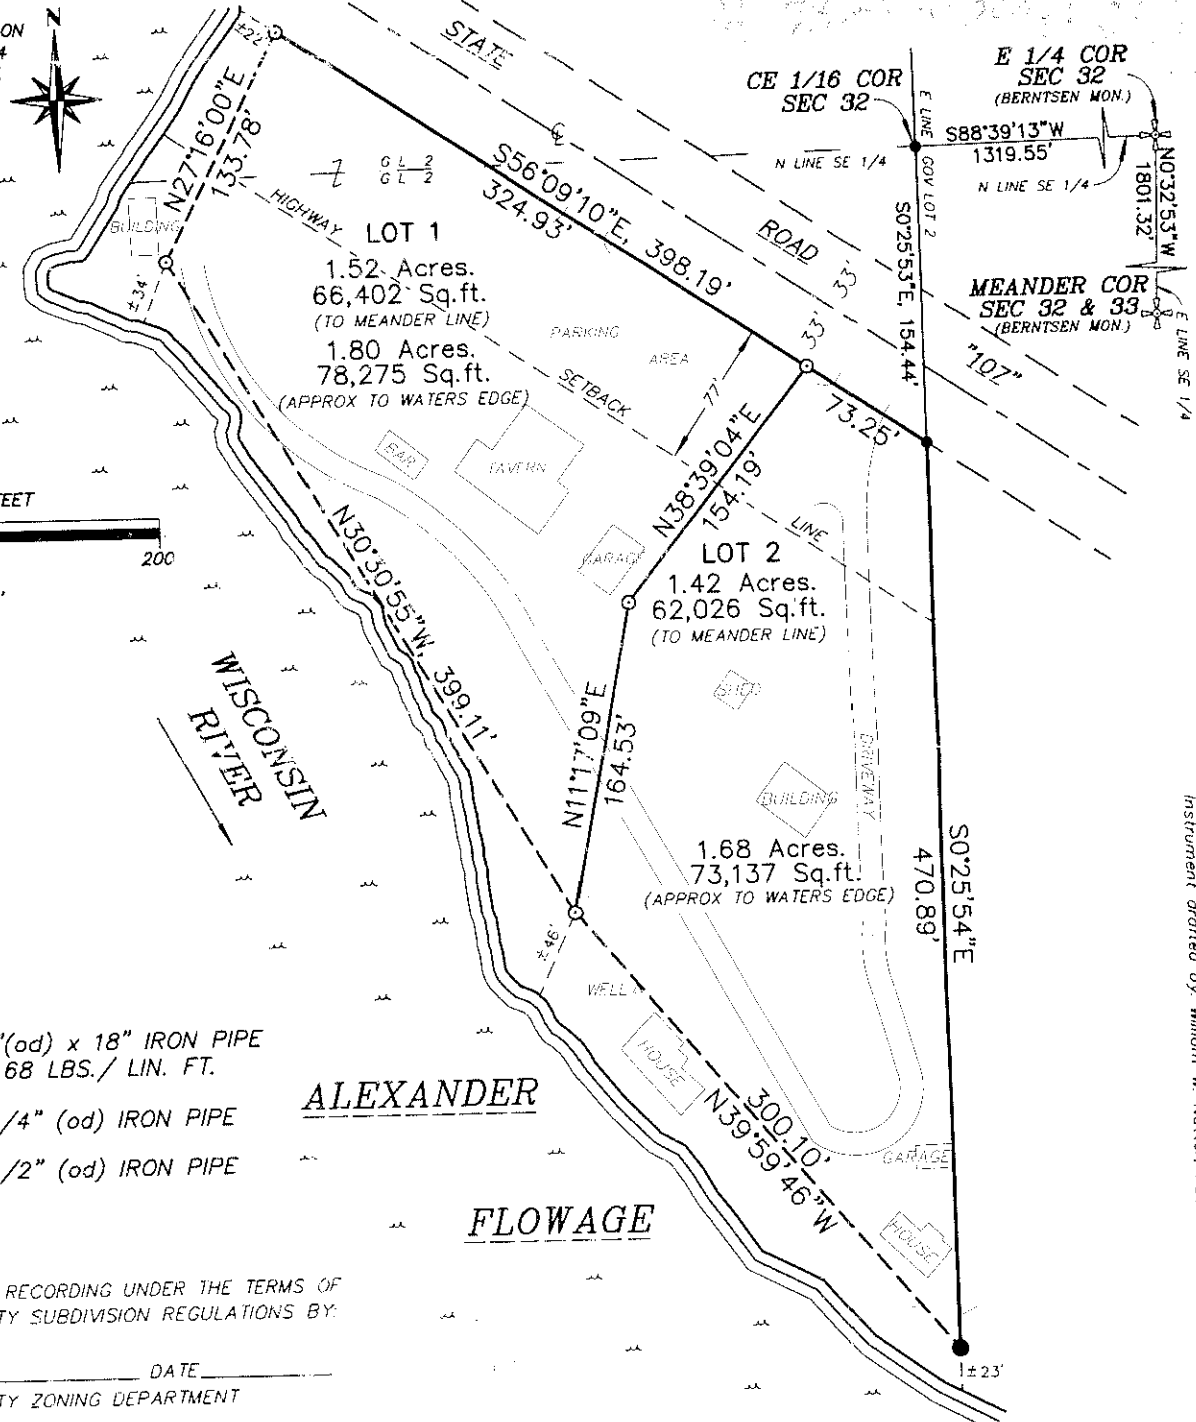 N
ON
4
±22'
STATE
CE 1/16 COR
SEC 32
E 1/4 COR
SEC 32
(BERNTSEN MON.)
S88°39'13"W
1319.55'
N LINE SE 1/4
N LINE SE 1/4
E LINE
GOV LOT 2
N0°32'53"W
1801.32'
MEANDER COR
SEC 32 & 33
(BERNTSEN MON.)
E LINE SE 1/4
S0°25'53"E, 154.44'
N27°16'00"E
133.78'
G L 2
G L 2
S56°09'10"E, 398.19'
324.93'
ROAD
33'
33'
"107"
HIGHWAY
BUILDING
±34'
LOT 1
1.52 Acres.
66,402 Sq.ft.
(TO MEANDER LINE)
1.80 Acres.
78,275 Sq.ft.
(APPROX TO WATERS EDGE)
PARKING
AREA
SETBACK
77'
73.25'
BAR
TAVERN
GARAGE
N38°39'04"E
154.19'
LINE
EET
200
LOT 2
1.42 Acres.
62,026 Sq.ft.
(TO MEANDER LINE)
N30°30'55"W, 399.11'
WISCONSIN
RIVER
SHED
N11°17'09"E
164.53'
BUILDING
DRIVEWAY
1.68 Acres.
73,137 Sq.ft.
(APPROX TO WATERS EDGE)
S0°25'54"E
470.89'
±46'
WELL
HOUSE
300.10'
N39°59'46"W
GARAGE
HOUSE
±23'
"(od) x 18" IRON PIPE
68 LBS./ LIN. FT.
/4" (od) IRON PIPE
/2" (od) IRON PIPE
ALEXANDER
FLOWAGE
RECORDING UNDER THE TERMS OF
TY SUBDIVISION REGULATIONS BY:
DATE
TY ZONING DEPARTMENT
Instrument drafted by